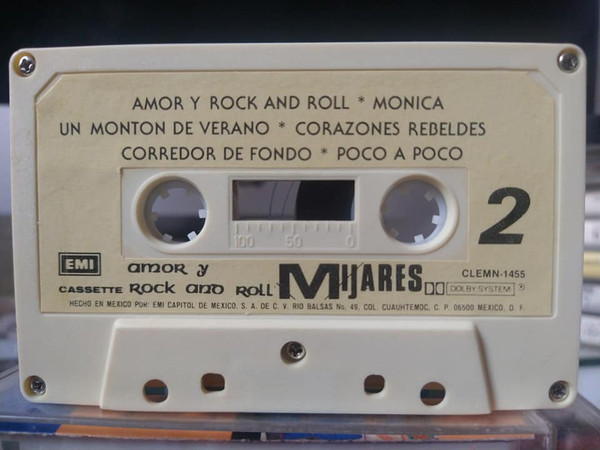 AMOR Y ROCK AND ROLL * MONICA
UN MONTON DE VERANO * CORAZONES REBELDES
CORREDOR DE FONDO * POCO A POCO
2
100 50 0
EMI
amor y
CASSETTE Rock and Roll
MIJARES
DOLBY SYSTEM ®
CLEMN-1455
HECHO EN MEXICO POR: EMI CAPITOL DE MEXICO, S. A. DE C. V. RIO BALSAS No. 49, COL. CUAUHTEMOC, C. P. 06500 MEXICO, D. F.